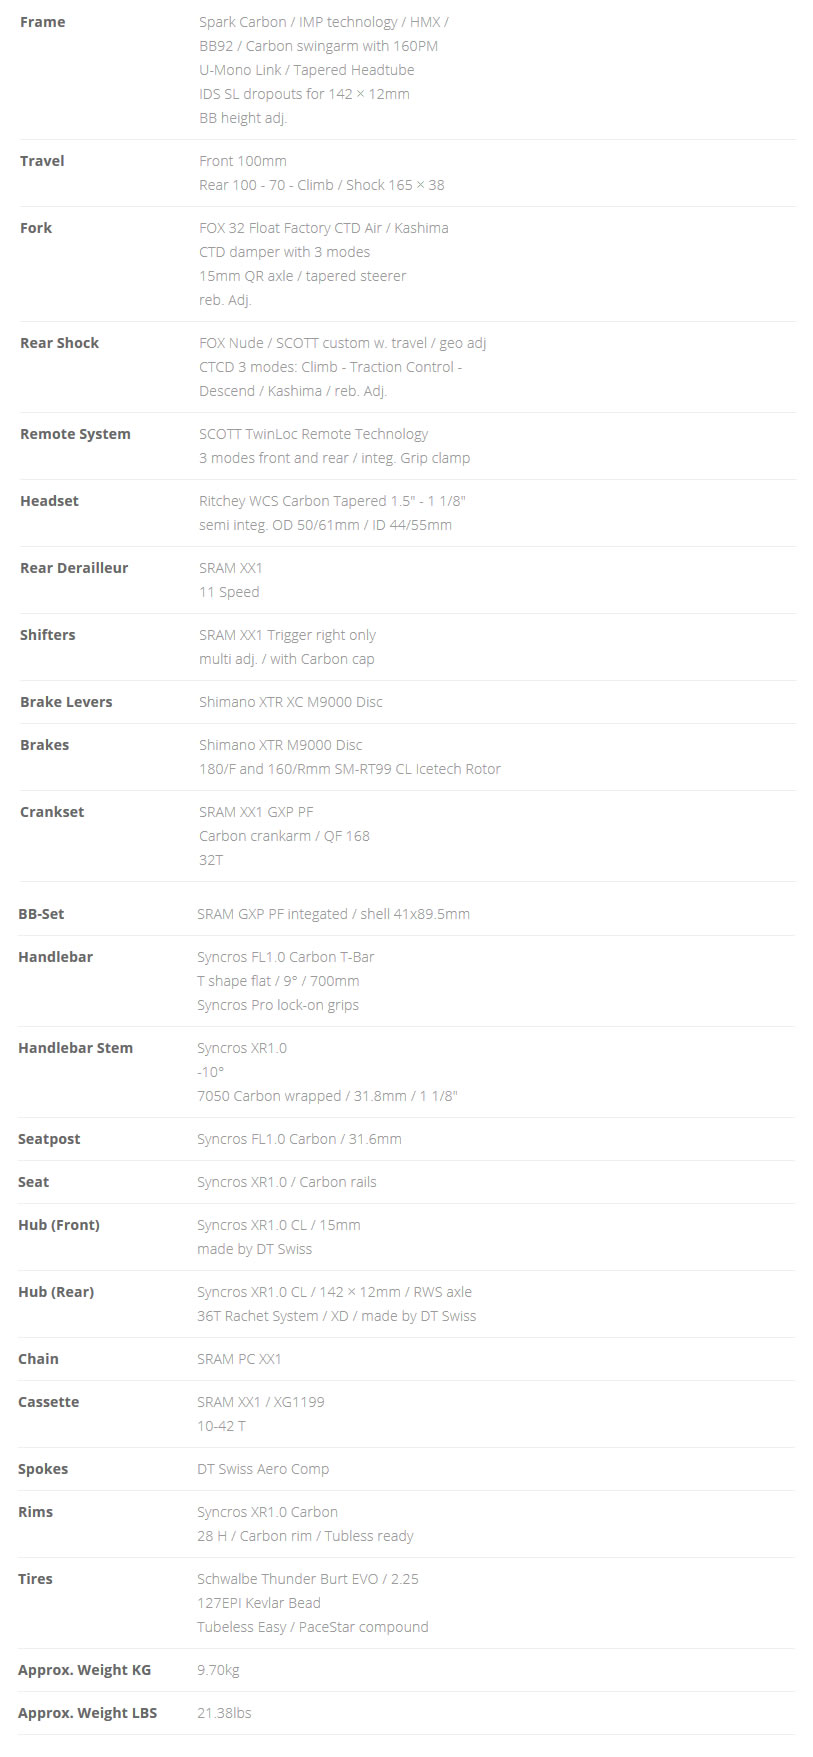 Frame
Spark Carbon / IMP technology / HMX /
BB92 / Carbon swingarm with 160PM
U-Mono Link / Tapered Headtube
IDS SL dropouts for 142 × 12mm
BB height adj.
Travel
Front 100mm
Rear 100 - 70 - Climb / Shock 165 × 38
Fork
FOX 32 Float Factory CTD Air / Kashima
CTD damper with 3 modes
15mm QR axle / tapered steerer
reb. Adj.
Rear Shock
FOX Nude / SCOTT custom w. travel / geo adj
CTCD 3 modes: Climb - Traction Control -
Descend / Kashima / reb. Adj.
Remote System
SCOTT TwinLoc Remote Technology
3 modes front and rear / integ. Grip clamp
Headset
Ritchey WCS Carbon Tapered 1.5" - 1 1/8"
semi integ. OD 50/61mm / ID 44/55mm
Rear Derailleur
SRAM XX1
11 Speed
Shifters
SRAM XX1 Trigger right only
multi adj. / with Carbon cap
Brake Levers
Shimano XTR XC M9000 Disc
Brakes
Shimano XTR M9000 Disc
180/F and 160/Rmm SM-RT99 CL Icetech Rotor
Crankset
SRAM XX1 GXP PF
Carbon crankarm / QF 168
32T
BB-Set
SRAM GXP PF integated / shell 41x89.5mm
Handlebar
Syncros FL1.0 Carbon T-Bar
T shape flat / 9° / 700mm
Syncros Pro lock-on grips
Handlebar Stem
Syncros XR1.0
-10°
7050 Carbon wrapped / 31.8mm / 1 1/8"
Seatpost
Syncros FL1.0 Carbon / 31.6mm
Seat
Syncros XR1.0 / Carbon rails
Hub (Front)
Syncros XR1.0 CL / 15mm
made by DT Swiss
Hub (Rear)
Syncros XR1.0 CL / 142 × 12mm / RWS axle
36T Rachet System / XD / made by DT Swiss
Chain
SRAM PC XX1
Cassette
SRAM XX1 / XG1199
10-42 T
Spokes
DT Swiss Aero Comp
Rims
Syncros XR1.0 Carbon
28 H / Carbon rim / Tubless ready
Tires
Schwalbe Thunder Burt EVO / 2.25
127EPI Kevlar Bead
Tubeless Easy / PaceStar compound
Approx. Weight KG
9.70kg
Approx. Weight LBS
21.38lbs